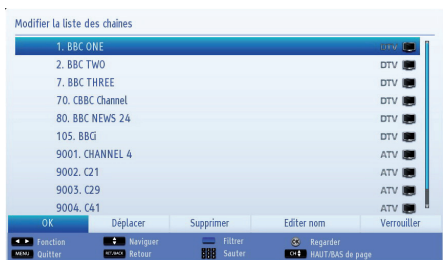 Modifier la liste des chaînes
1. BBC ONE DTV
2. BBC TWO DTV
7. BBC THREE DTV
70. CBBC Channel DTV
80. BBC NEWS 24 DTV
105. BBCi DTV
9001. CHANNEL 4 ATV
9002. C21 ATV
9003. C29 ATV
9004. C41 ATV
OK Déplacer Supprimer Editer nom Verrouiller
Fonction Naviguer Filtrer Regarder
MENU Quitter RET/BACK Retour Sauter CH HAUT/BAS de page